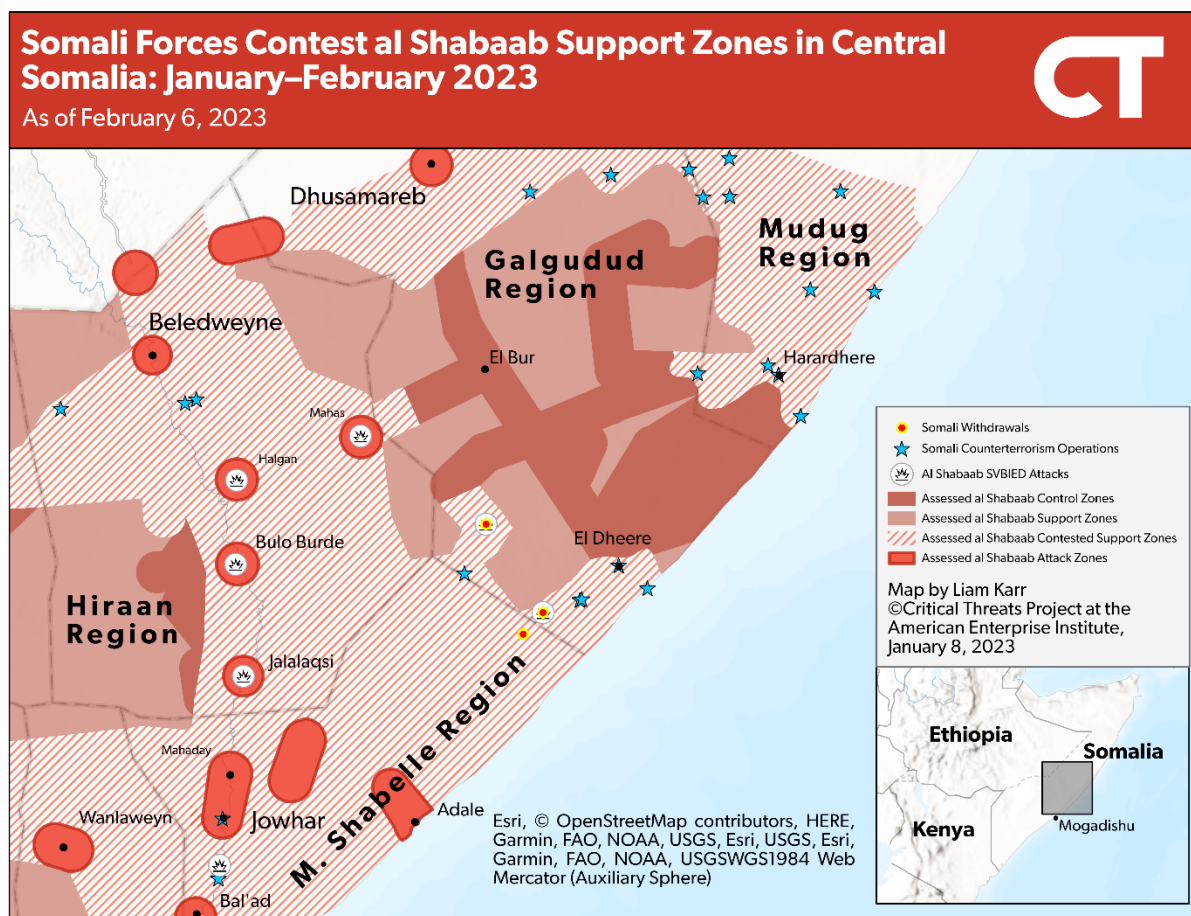 Somali Forces Contest al Shabaab Support Zones in Central
Somalia: January–February 2023
As of February 6, 2023
CT
Dhusamareb
Mudug
Region
Galgudud
Region
Beledweyne
El Bur
Harardhere
Mahas
Halgan
Bulo Burde
El Dheere
Hiraan
Region
Jalalaqsi
M. Shabelle Region
Mahaday
Jowhar
Wanlaweyn
Adale
Bal'ad
Somali Withdrawals
Somali Counterterrorism Operations
Al Shabaab SVBIED Attacks
Assessed al Shabaab Control Zones
Assessed al Shabaab Support Zones
Assessed al Shabaab Contested Support Zones
Assessed al Shabaab Attack Zones
Map by Liam Karr
©Critical Threats Project at the
American Enterprise Institute,
January 8, 2023
Ethiopia
Somalia
Kenya
Mogadishu
Esri, © OpenStreetMap contributors, HERE,
Garmin, FAO, NOAA, USGS, Esri, USGS, Esri,
Garmin, FAO, NOAA, USGSWGS1984 Web
Mercator (Auxiliary Sphere)